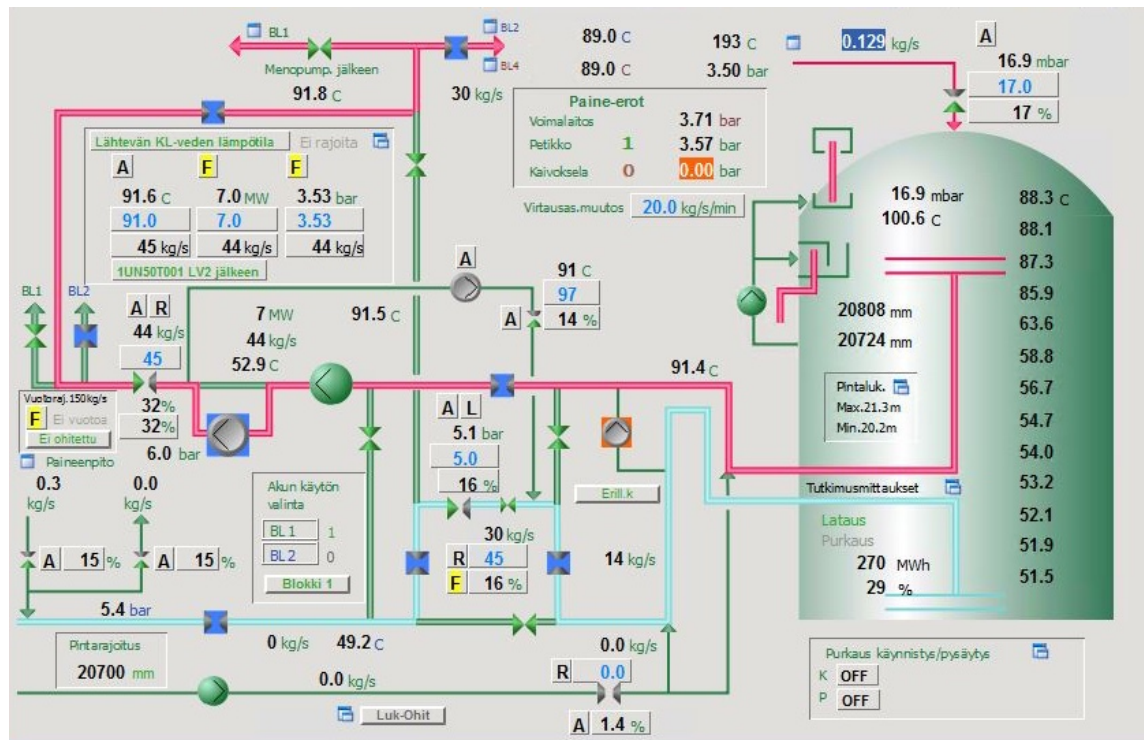 BL1
BL2
BL4
Menopump. jälkeen
91.8 C
30 kg/s
89.0 C
89.0 C
193 C
3.50 bar
0.129 kg/s
A
16.9 mbar
17.0
17 %
Paine-erot
Voimalaitos 3.71 bar
Petikko 1 3.57 bar
Kaivoksela 0 0.00 bar
Virtausas.muutos 20.0 kg/s/min
Lähtevän KL-veden lämpötila Ei rajoita
A F F
91.6 C 7.0 MW 3.53 bar
91.0 7.0 3.53
45 kg/s 44 kg/s 44 kg/s
1UN50T001 LV2 jälkeen
16.9 mbar
100.6 C
88.3 C
88.1
87.3
85.9
63.6
58.8
56.7
54.7
54.0
53.2
52.1
51.9
51.5
20808 mm
20724 mm
Pintaluk.
Max.21.3m
Min.20.2m
Tutkimusmittaukset
Lataus
Purkaus
270 MWh
29 %
BL1 BL2
A R
44 kg/s
45
32%
32%
6.0 bar
7 MW
44 kg/s
52.9 C
91.5 C
A
91 C
97
A 14 %
91.4 C
Vuotoraj.150kg/s
F Ei vuotoa
Ei ohitettu
Paineenpito
0.3 kg/s
0.0 kg/s
A 15 %
A 15 %
5.4 bar
Akun käytön
valinta
BL 1 1
BL 2 0
Blokki 1
A L
5.1 bar
5.0
16 %
Erill.k
30 kg/s
R 45
F 16 %
14 kg/s
0 kg/s
49.2 C
Pintarajoitus
20700 mm
0.0 kg/s
0.0 kg/s
R 0.0
A 1.4 %
Luk-Ohit
Purkaus käynnistys/pysäytys
K OFF
P OFF